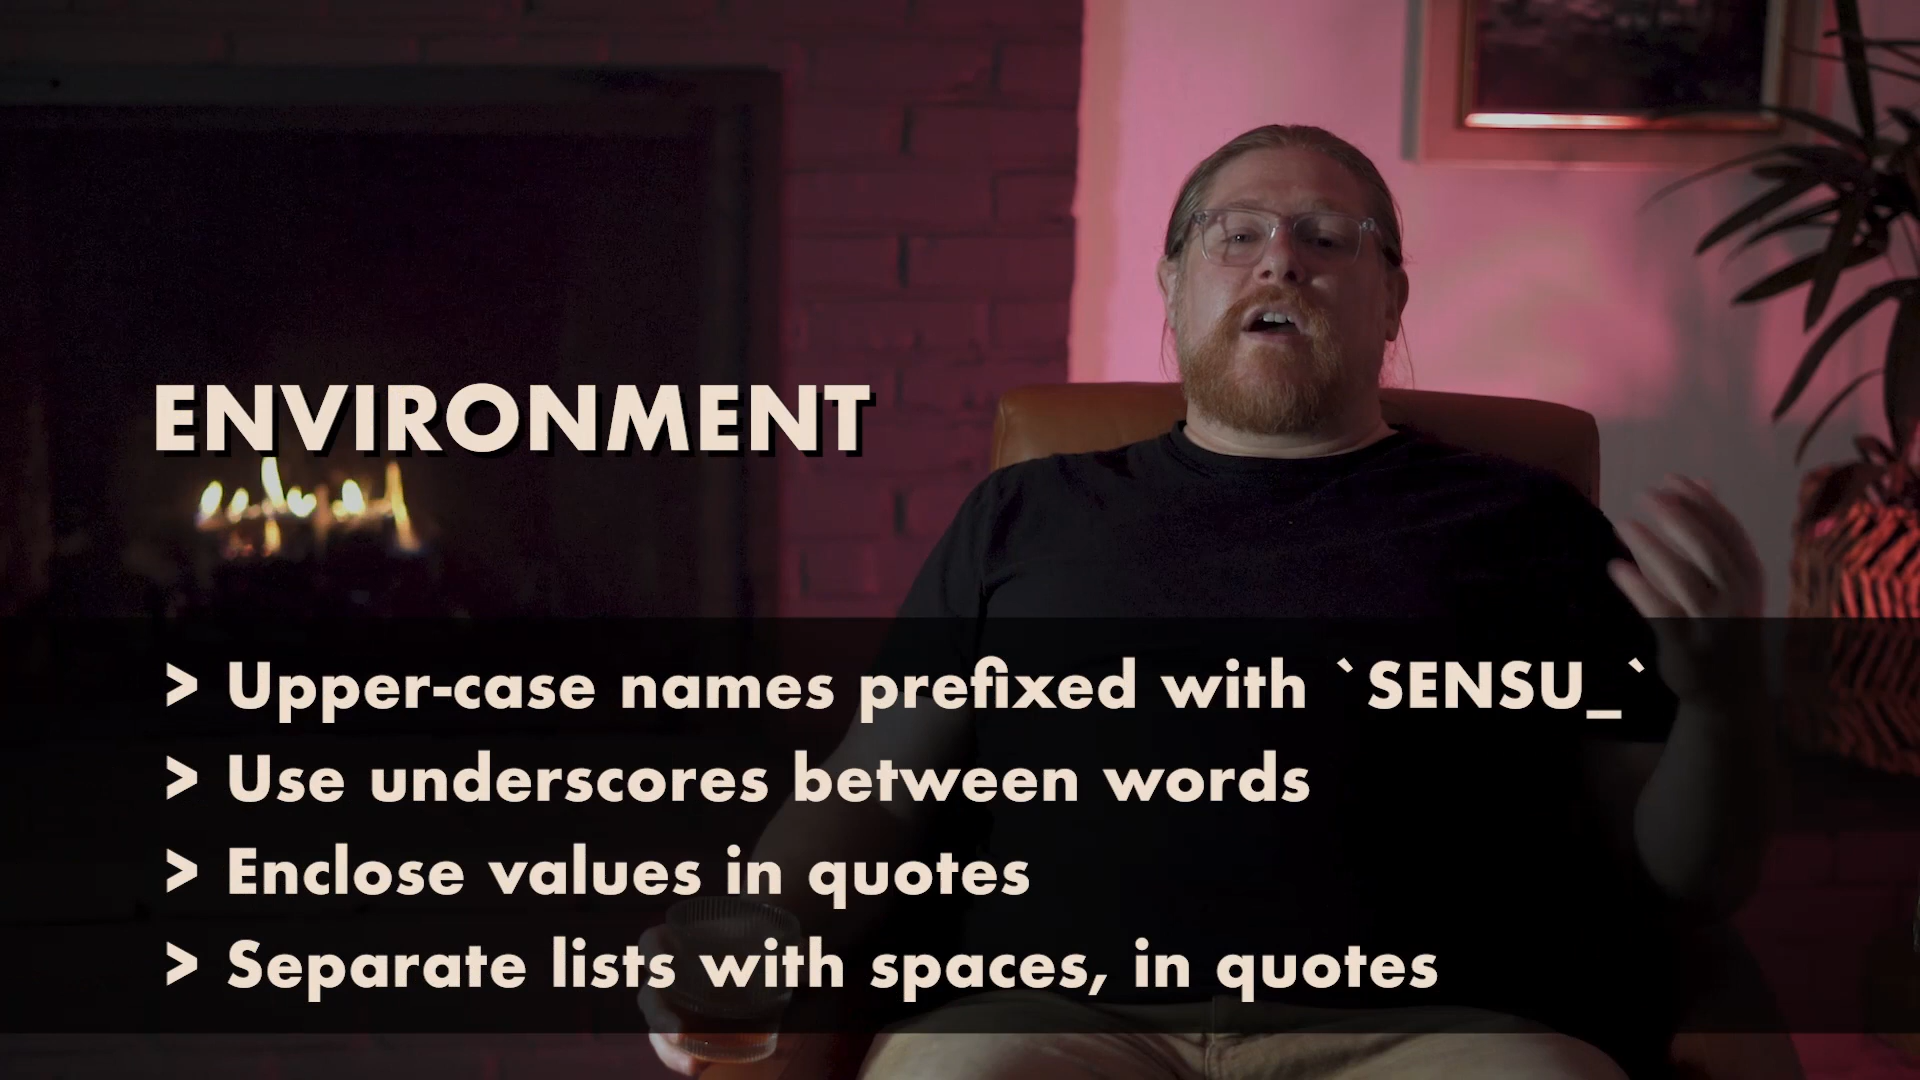 ENVIRONMENT
> Upper-case names prefixed with `SENSU_`
> Use underscores between words
> Enclose values in quotes
> Separate lists with spaces, in quotes